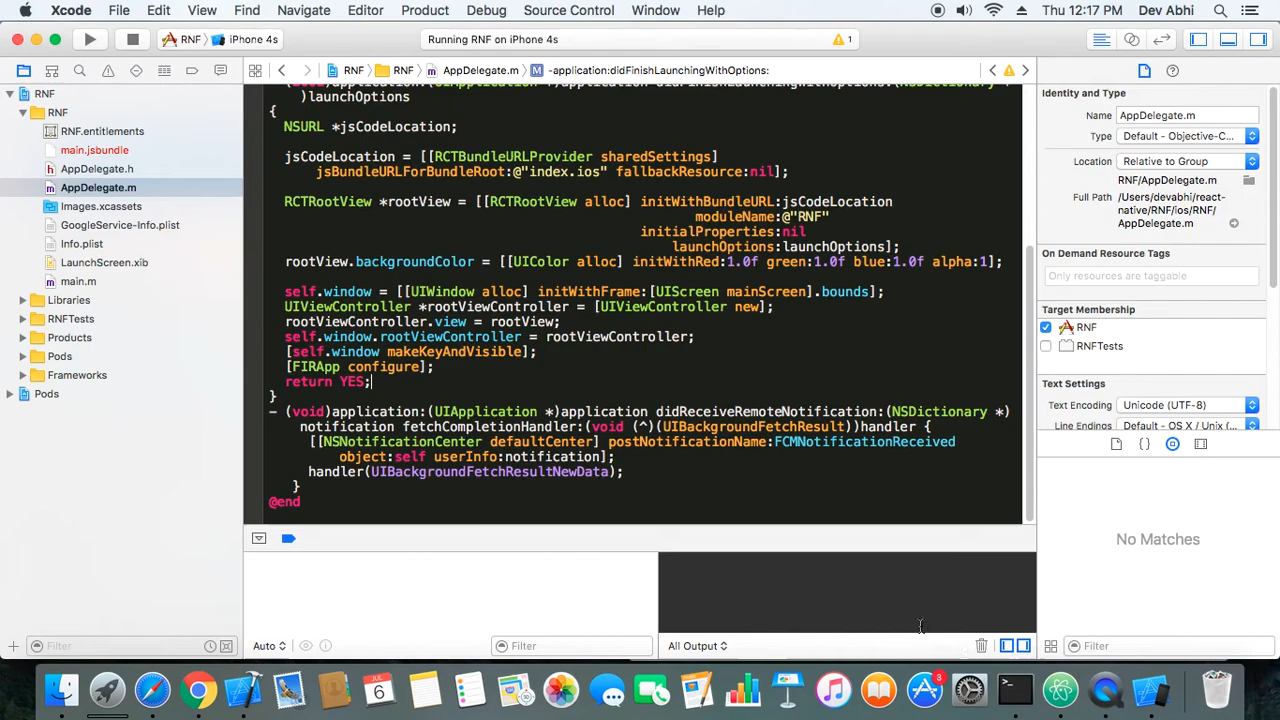 Xcode File Edit View Find Navigate Editor Product Debug Source Control Window Help Thu 12:17 PM Dev Abhi
RNF iPhone 4s Running RNF on iPhone 4s 1
RNF RNF AppDelegate.m M -application:didFinishLaunchingWithOptions:
RNF
RNF
RNF.entitlements
main.jsbundle
AppDelegate.h
m AppDelegate.m
Images.xcassets
GoogleService-Info.plist
Info.plist
LaunchScreen.xib
m main.m
Libraries
RNFTests
Products
Pods
Frameworks
Pods
Filter
)launchOptions
{
NSURL *jsCodeLocation;
jsCodeLocation = [[RCTBundleURLProvider sharedSettings]
jsBundleURLForBundleRoot:@"index.ios" fallbackResource:nil];
RCTRootView *rootView = [[RCTRootView alloc] initWithBundleURL:jsCodeLocation
moduleName:@"RNF"
initialProperties:nil
launchOptions:launchOptions];
rootView.backgroundColor = [[UIColor alloc] initWithRed:1.0f green:1.0f blue:1.0f alpha:1];
self.window = [[UIWindow alloc] initWithFrame:[UIScreen mainScreen].bounds];
UIViewController *rootViewController = [UIViewController new];
rootViewController.view = rootView;
self.window.rootViewController = rootViewController;
[self.window makeKeyAndVisible];
[FIRApp configure];
return YES;
}
- (void)application:(UIApplication *)application didReceiveRemoteNotification:(NSDictionary *)
notification fetchCompletionHandler:(void (^)(UIBackgroundFetchResult))handler {
[[NSNotificationCenter defaultCenter] postNotificationName:FCMNotificationReceived
object:self userInfo:notification];
handler(UIBackgroundFetchResultNewData);
}
@end
Auto Filter All Output
Identity and Type
Name AppDelegate.m
Type Default - Objective-C...
Location Relative to Group
RNF/AppDelegate.m
Full Path /Users/devabhi/react-
native/RNF/ios/RNF/
AppDelegate.m
On Demand Resource Tags
Only resources are taggable
Target Membership
RNF
RNFTests
Text Settings
Text Encoding Unicode (UTF-8)
Line Endings Default - OS X / Unix (...
No Matches
Filter
6
3